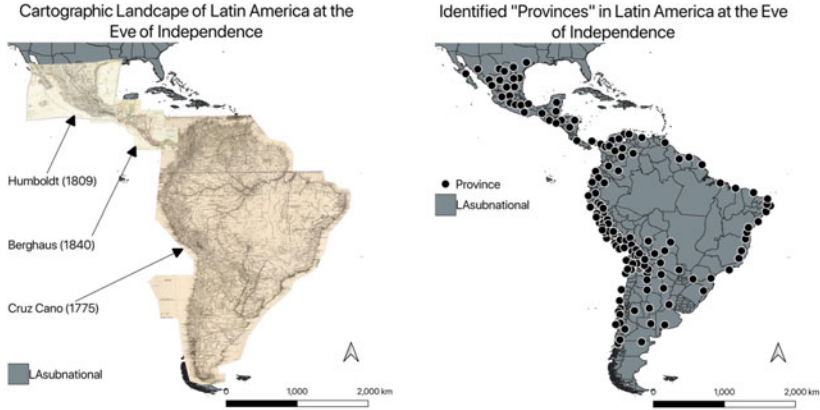 Cartographic Landcape of Latin America at the
Eve of Independence
Humboldt (1809)
Berghaus (1840)
Cruz Cano (1775)
LAsubnational
0 1,000 2,000 km
Identified "Provinces" in Latin America at the Eve
of Independence
Province
LAsubnational
0 1,000 2,000 km